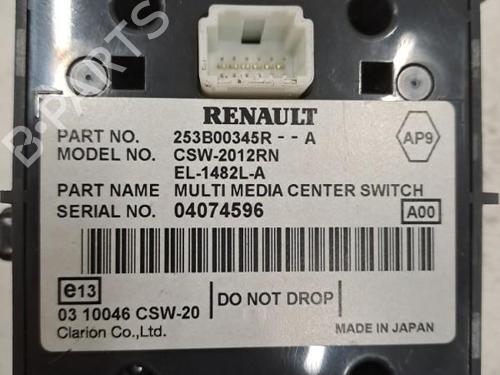 B-PARTS
RENAULT
PART NO. 253B00345R - - A
AP9
MODEL NO. CSW-2012RN
EL-1482L-A
PART NAME MULTI MEDIA CENTER SWITCH
SERIAL NO. 04074596
A00
e13
DO NOT DROP
03 10046 CSW-20
Clarion Co.,Ltd.
MADE IN JAPAN